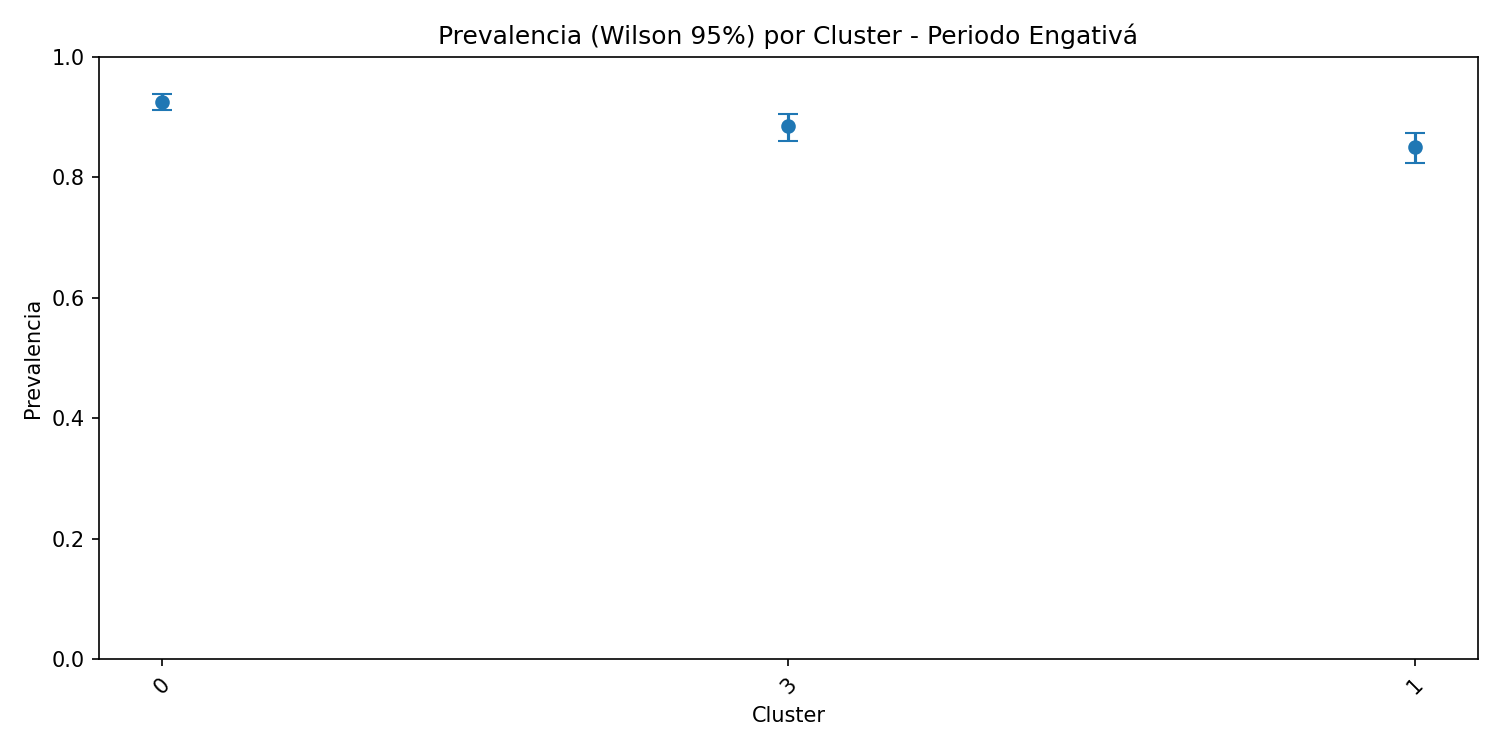 Prevalencia (Wilson 95%) por Cluster - Periodo Engativá
1.0
0.8
0.6
0.4
0.2
0.0
Prevalencia
0 3 1
Cluster